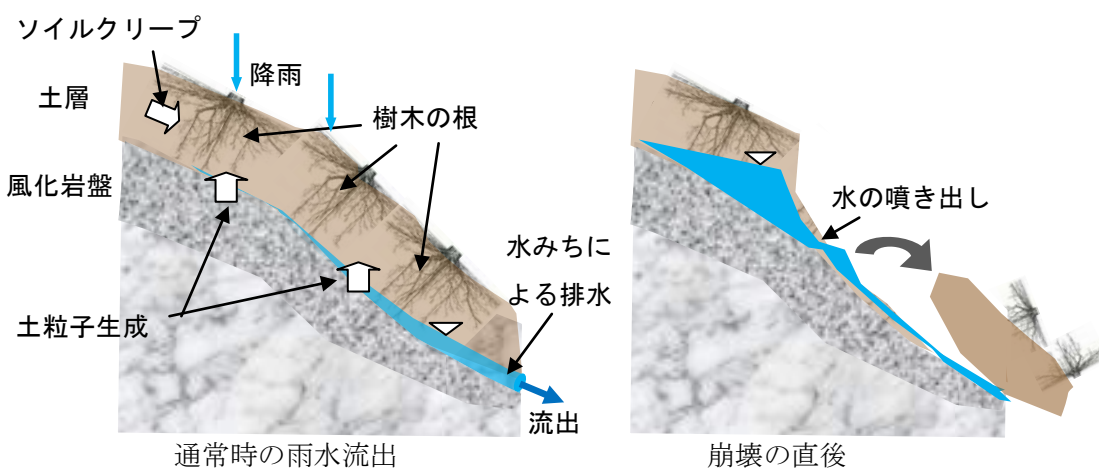 ソイルクリープ
降雨
土層
樹木の根
風化岩盤
水の噴き出し
水みちに
よる排水
土粒子生成
流出
通常時の雨水流出
崩壊の直後